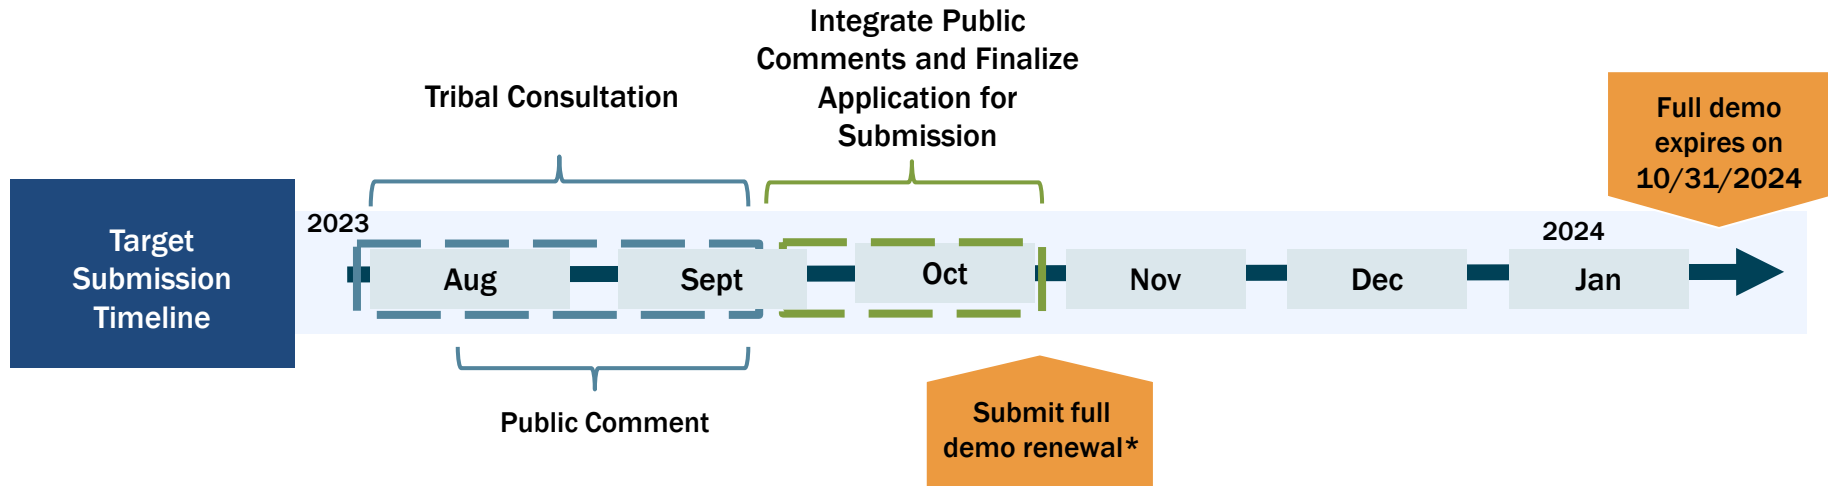 Integrate Public
Comments and Finalize
Application for
Submission
Tribal Consultation
Full demo
expires on
10/31/2024
Target
Submission
Timeline
2023
2024
Aug
Sept
Oct
Nov
Dec
Jan
Public Comment
Submit full
demo renewal*